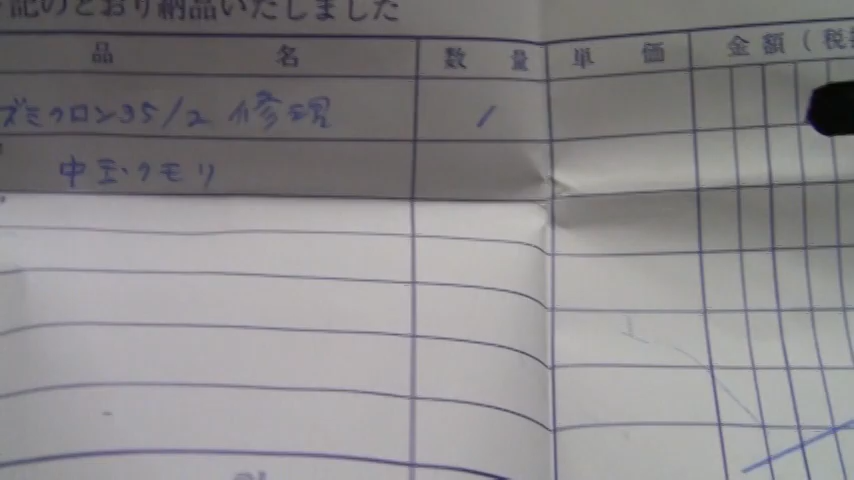 記のとおり納品いたしました
品名 数量 単価 金額(税
ズミクロン35/2 修理 1
中玉クモリ